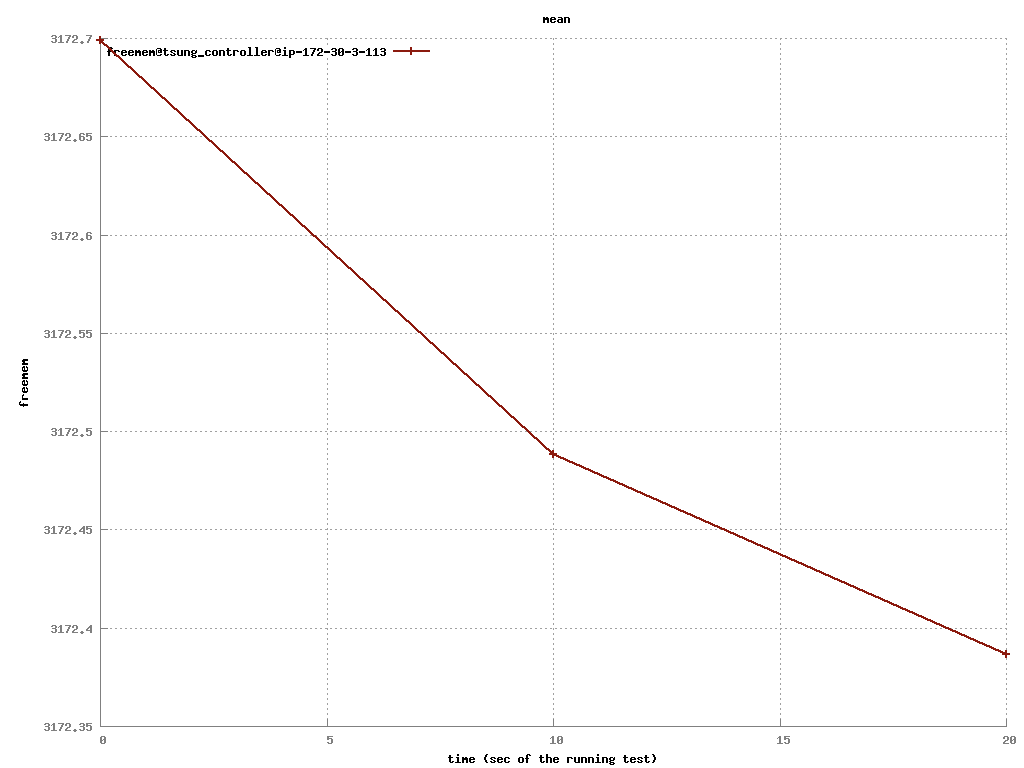 mean
3172.7
freemem@tsung_controller@ip-172-30-3-113
3172.65
3172.6
3172.55
3172.5
3172.45
3172.4
3172.35
freemem
0 5 10 15 20
time (sec of the running test)